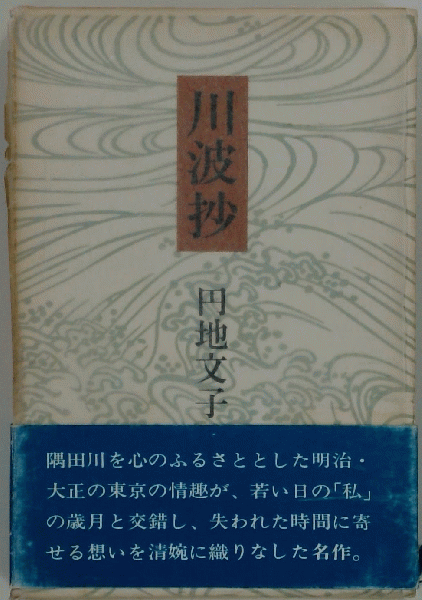 川波抄
円地文子
隅田川を心のふるさととした明治・
大正の東京の情趣が、若い日の「私」
の歳月と交錯し、失われた時間に寄
せる想いを清婉に織りなした名作。